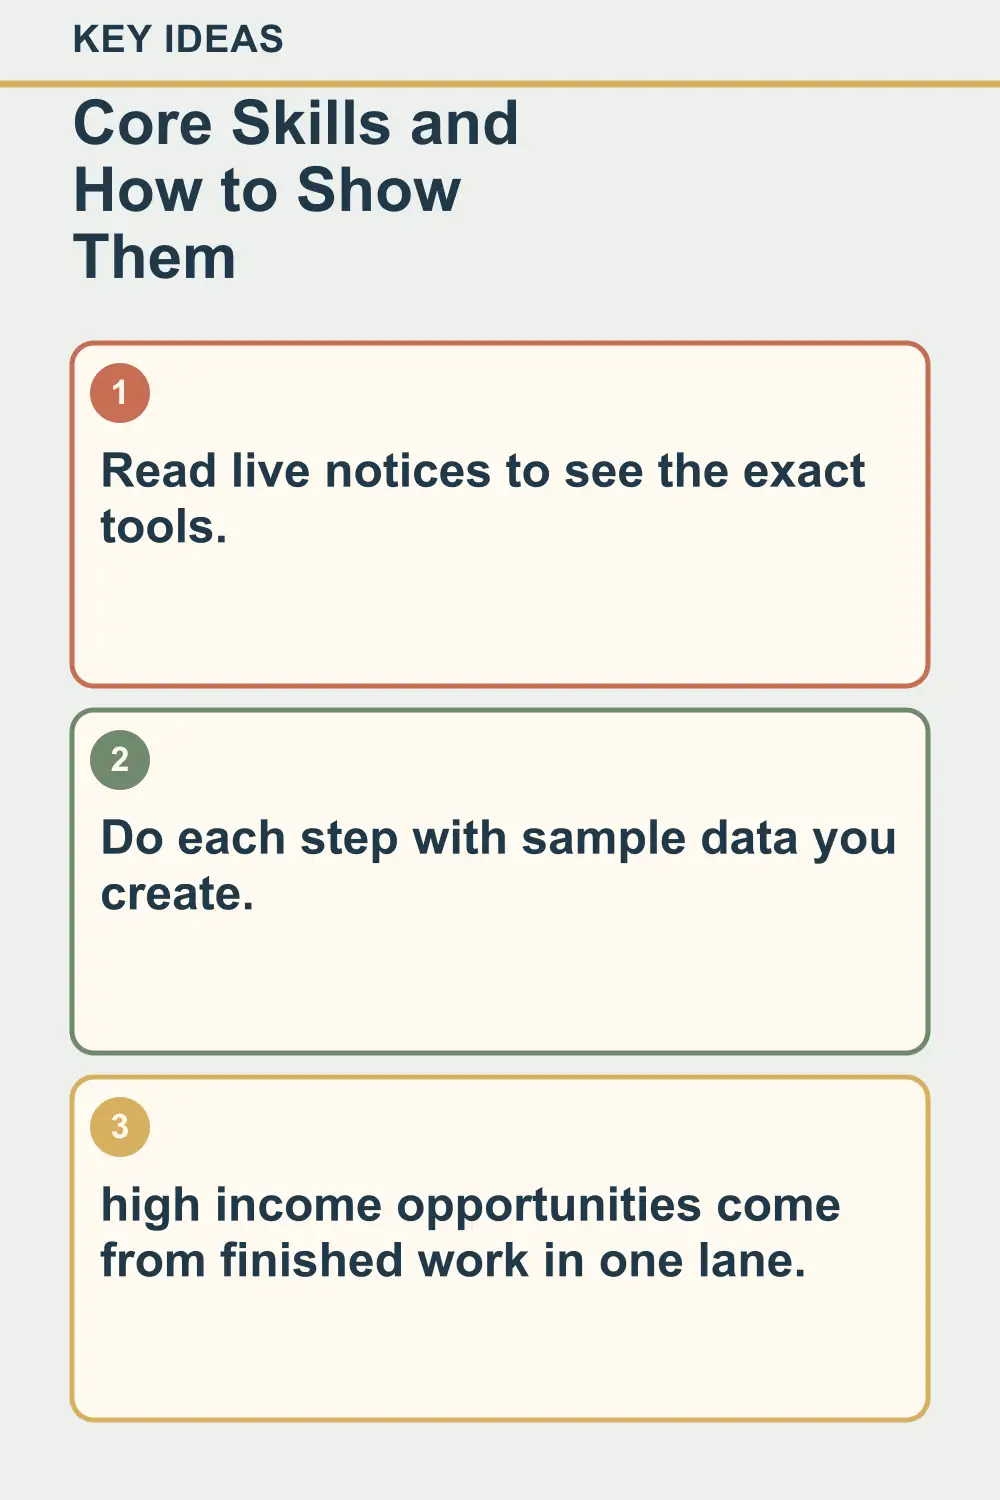 KEY IDEAS
Core Skills and
How to Show
Them
1
Read live notices to see the exact
tools.
2
Do each step with sample data you
create.
3
high income opportunities come
from finished work in one lane.